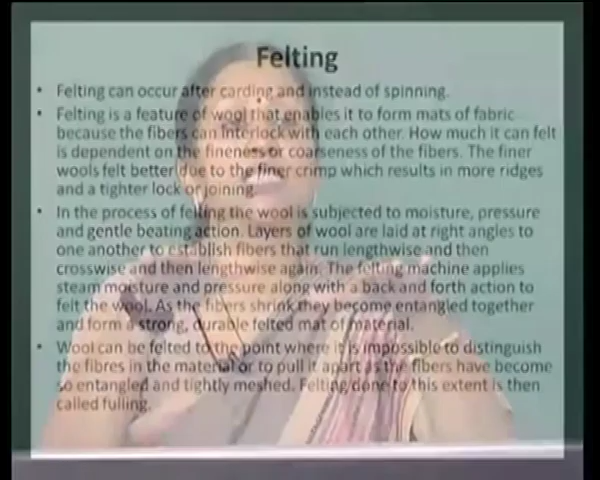 Felting
• Felting can occur after carding and instead of spinning.
• Felting is a feature of wool that enables it to form mats of fabric
because the fibers can interlock with each other. How much it can felt
is dependent on the fineness or coarseness of the fibers. The finer
wools felt better due to the finer crimp which results in more ridges
and a tighter lock or joining.
• In the process of felting the wool is subjected to moisture, pressure
and gentle beating action. Layers of wool are laid at right angles to
one another to establish fibers that run lengthwise and then
crosswise and then lengthwise again. The felting machine applies
steam moisture and pressure along with a back and forth action to
felt the wool. As the fibers shrink they become entangled together
and form a strong, durable felted mat of material.
• Wool can be felted to the point where it is impossible to distinguish
the fibres in the material or to pull it apart as the fibers have become
so entangled and tightly meshed. Felting done to this extent is then
called fulling.